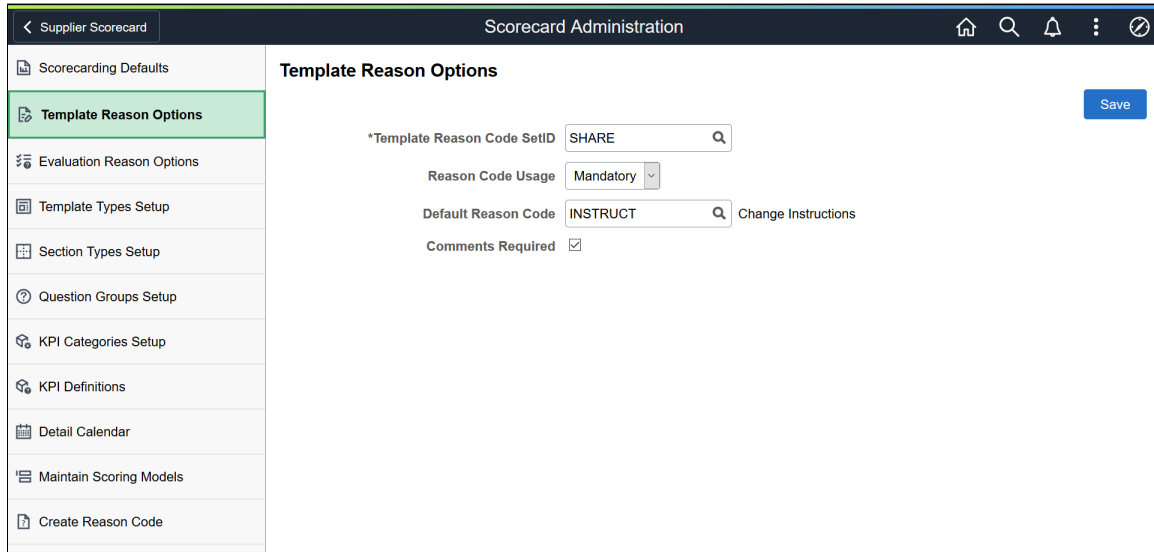 Supplier Scorecard
Scorecard Administration
Scorecarding Defaults
Template Reason Options
Evaluation Reason Options
Template Types Setup
Section Types Setup
Question Groups Setup
KPI Categories Setup
KPI Definitions
Detail Calendar
Maintain Scoring Models
Create Reason Code
Template Reason Options
Save
*Template Reason Code SetID SHARE
Reason Code Usage Mandatory
Default Reason Code INSTRUCT Change Instructions
Comments Required